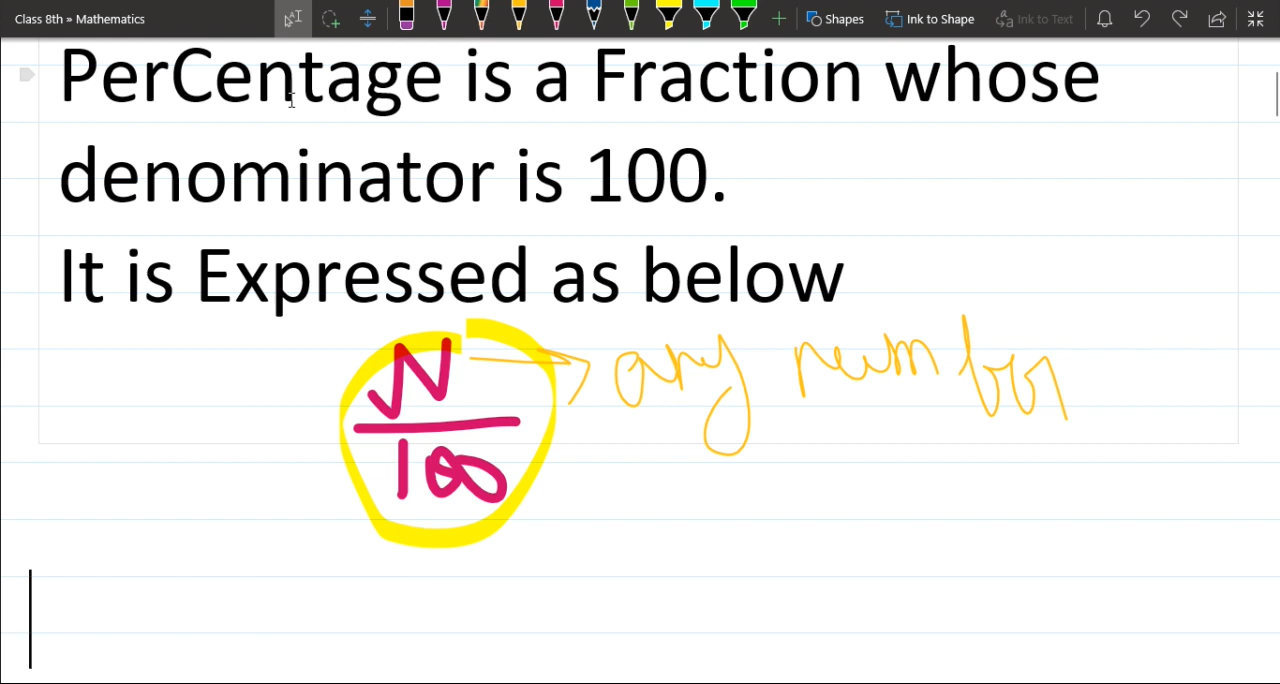 Class 8th » Mathematics
Shapes
Ink to Shape
Ink to Text
PerCentage is a Fraction whose
denominator is 100.
It is Expressed as below
N → any number
100